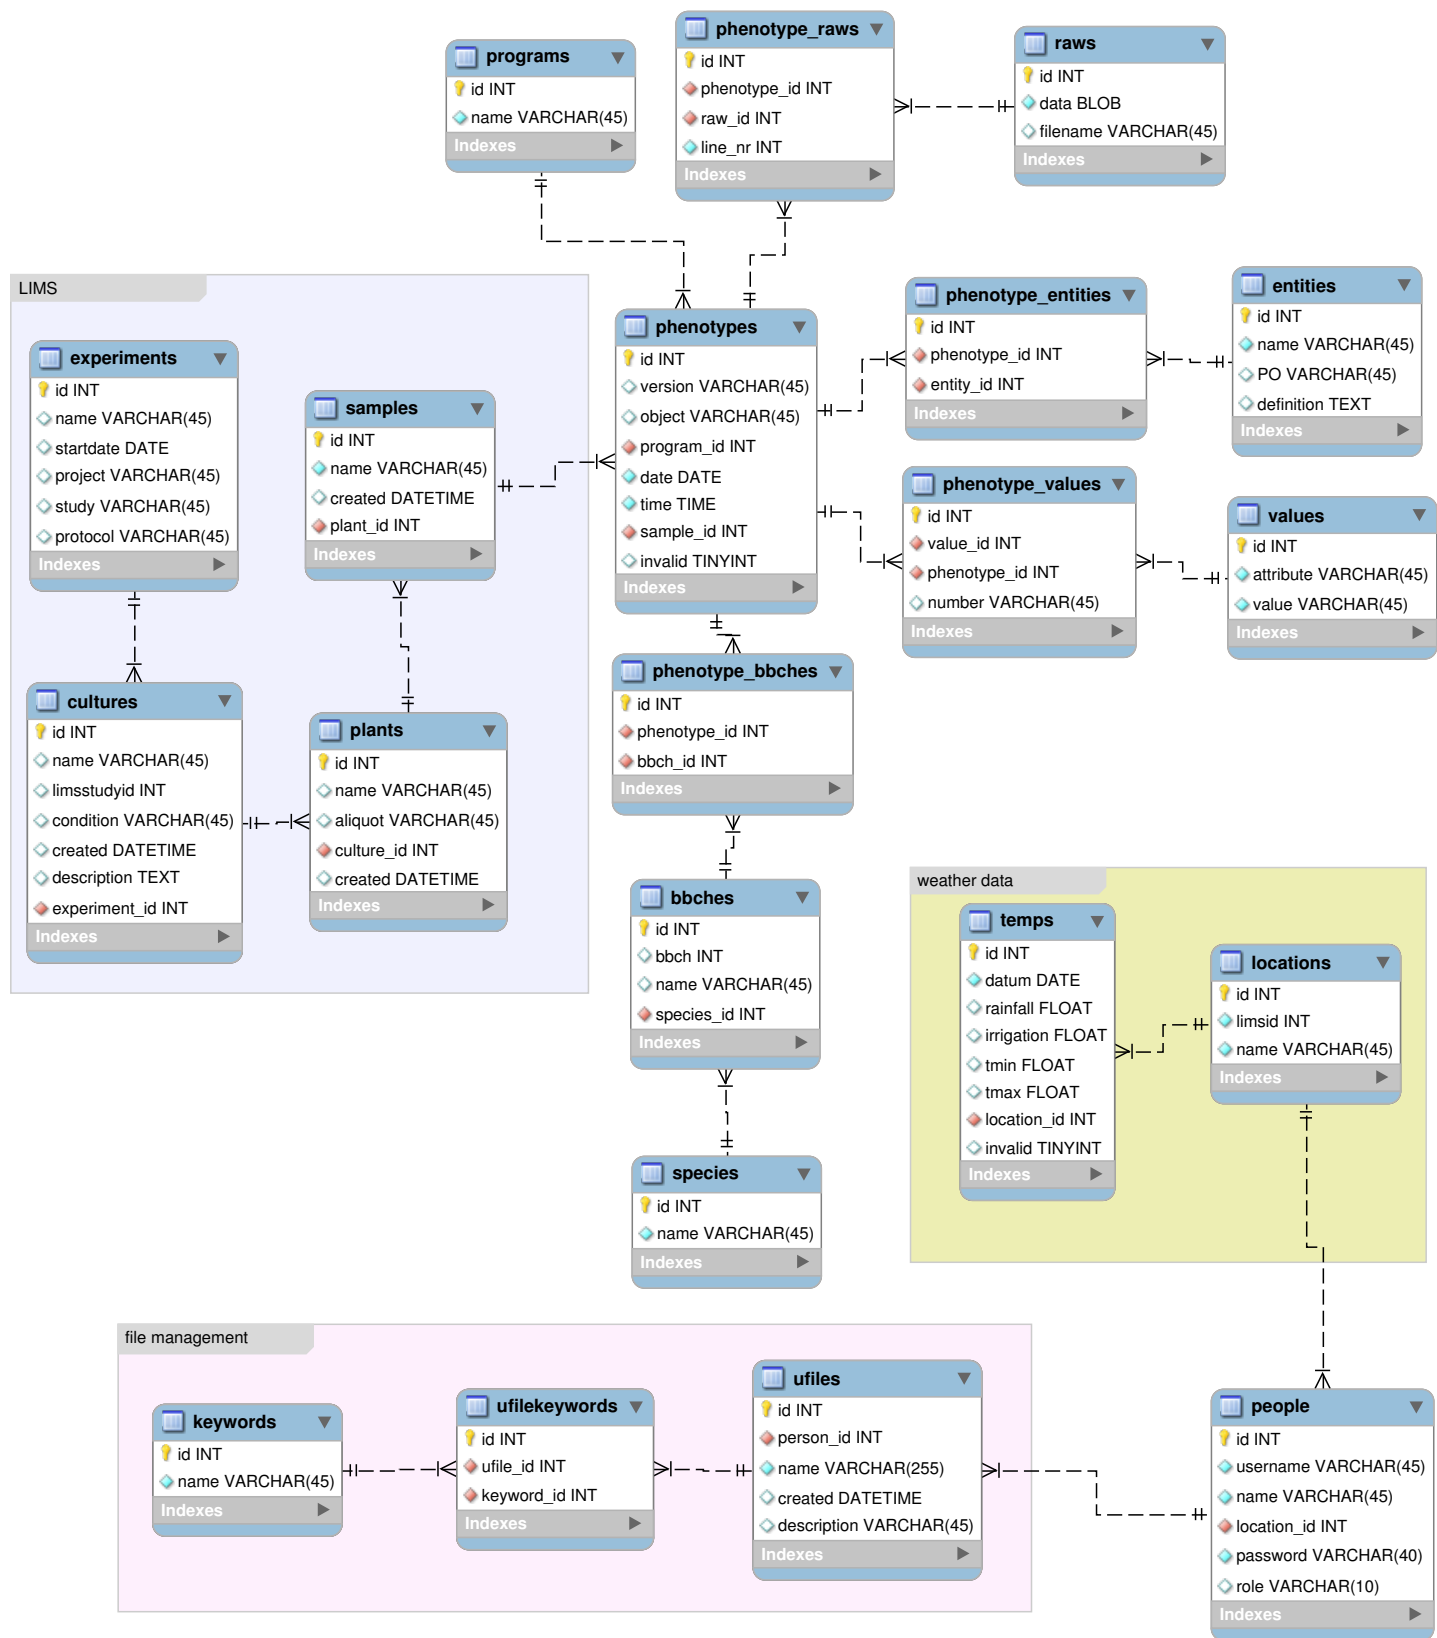 programs
id INT
name VARCHAR(45)
Indexes
phenotype_raws
id INT
phenotype_id INT
raw_id INT
line_nr INT
Indexes
raws
id INT
data BLOB
filename VARCHAR(45)
Indexes
LIMS
experiments
id INT
name VARCHAR(45)
startdate DATE
project VARCHAR(45)
study VARCHAR(45)
protocol VARCHAR(45)
Indexes
samples
id INT
name VARCHAR(45)
created DATETIME
plant_id INT
Indexes
cultures
id INT
name VARCHAR(45)
limsstudyid INT
condition VARCHAR(45)
created DATETIME
description TEXT
experiment_id INT
Indexes
plants
id INT
name VARCHAR(45)
aliquot VARCHAR(45)
culture_id INT
created DATETIME
Indexes
phenotypes
id INT
version VARCHAR(45)
object VARCHAR(45)
program_id INT
date DATE
time TIME
sample_id INT
invalid TINYINT
Indexes
phenotype_entities
id INT
phenotype_id INT
entity_id INT
Indexes
entities
id INT
name VARCHAR(45)
PO VARCHAR(45)
definition TEXT
Indexes
phenotype_values
id INT
value_id INT
phenotype_id INT
number VARCHAR(45)
Indexes
values
id INT
attribute VARCHAR(45)
value VARCHAR(45)
Indexes
phenotype_bbches
id INT
phenotype_id INT
bbch_id INT
Indexes
bbches
id INT
bbch INT
name VARCHAR(45)
species_id INT
Indexes
species
id INT
name VARCHAR(45)
Indexes
weather data
temps
id INT
datum DATE
rainfall FLOAT
irrigation FLOAT
tmin FLOAT
tmax FLOAT
location_id INT
invalid TINYINT
Indexes
locations
id INT
limsid INT
name VARCHAR(45)
Indexes
file management
keywords
id INT
name VARCHAR(45)
Indexes
ufilekeywords
id INT
ufile_id INT
keyword_id INT
Indexes
ufiles
id INT
person_id INT
name VARCHAR(255)
created DATETIME
description VARCHAR(45)
Indexes
people
id INT
username VARCHAR(45)
name VARCHAR(45)
location_id INT
password VARCHAR(40)
role VARCHAR(10)
Indexes